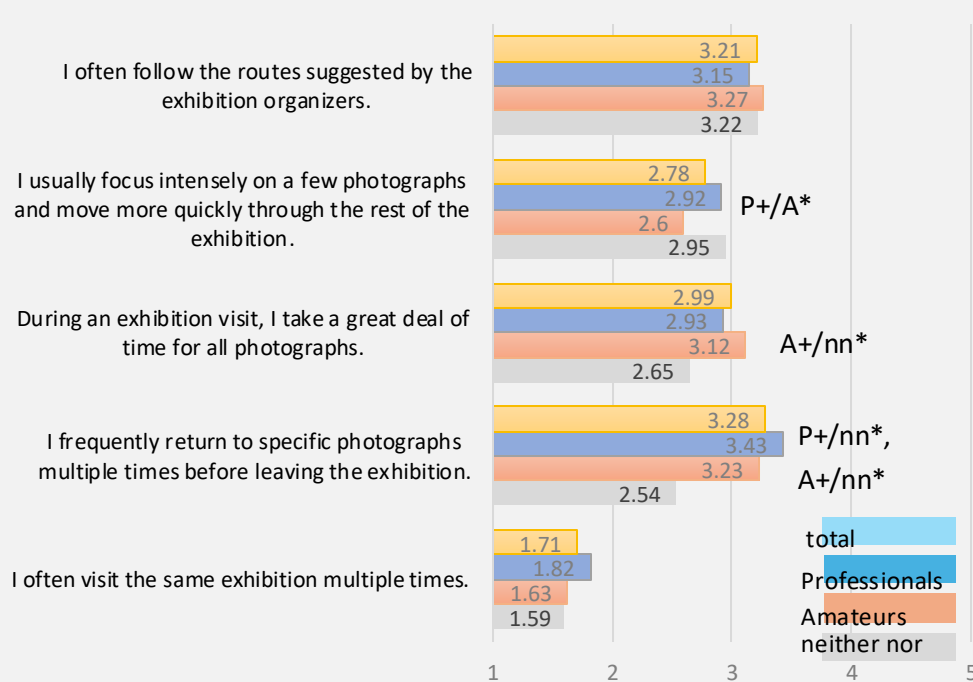 I often follow the routes suggested by the
exhibition organizers.
3.21
3.15
3.27
3.22
I usually focus intensely on a few photographs
and move more quickly through the rest of the
exhibition.
2.78
2.92
2.6
2.95
P+/A*
During an exhibition visit, I take a great deal of
time for all photographs.
2.99
2.93
3.12
2.65
A+/nn*
I frequently return to specific photographs
multiple times before leaving the exhibition.
3.28
3.43
3.23
2.54
P+/nn*,
A+/nn*
I often visit the same exhibition multiple times.
1.71
1.82
1.63
1.59
total
Professionals
Amateurs
neither nor
1 2 3 4 5